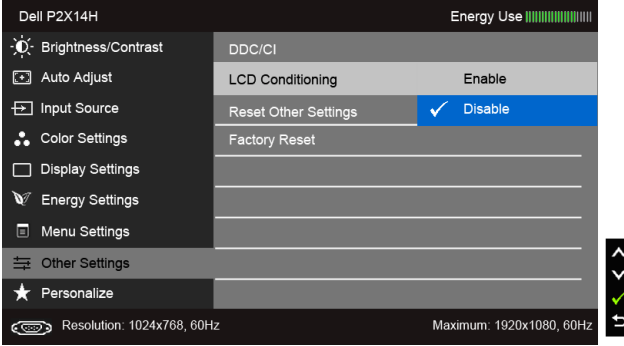 Dell P2X14H Energy Use
Brightness/Contrast DDC/CI
Auto Adjust LCD Conditioning Enable
Input Source Reset Other Settings Disable
Color Settings Factory Reset
Display Settings
Energy Settings
Menu Settings
Other Settings
Personalize
Resolution: 1024x768, 60Hz Maximum: 1920x1080, 60Hz